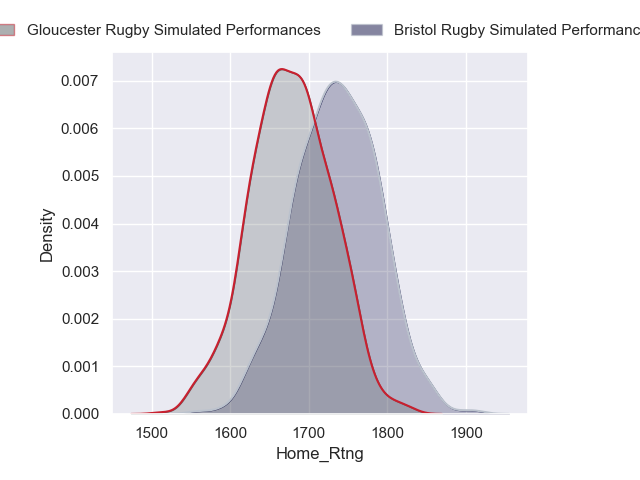 Gloucester Rugby Simulated Performances
Bristol Rugby Simulated Performanc
0.007
0.006
0.005
0.004
0.003
0.002
0.001
0.000
Density
1500 1600 1700 1800 1900
Home_Rtng